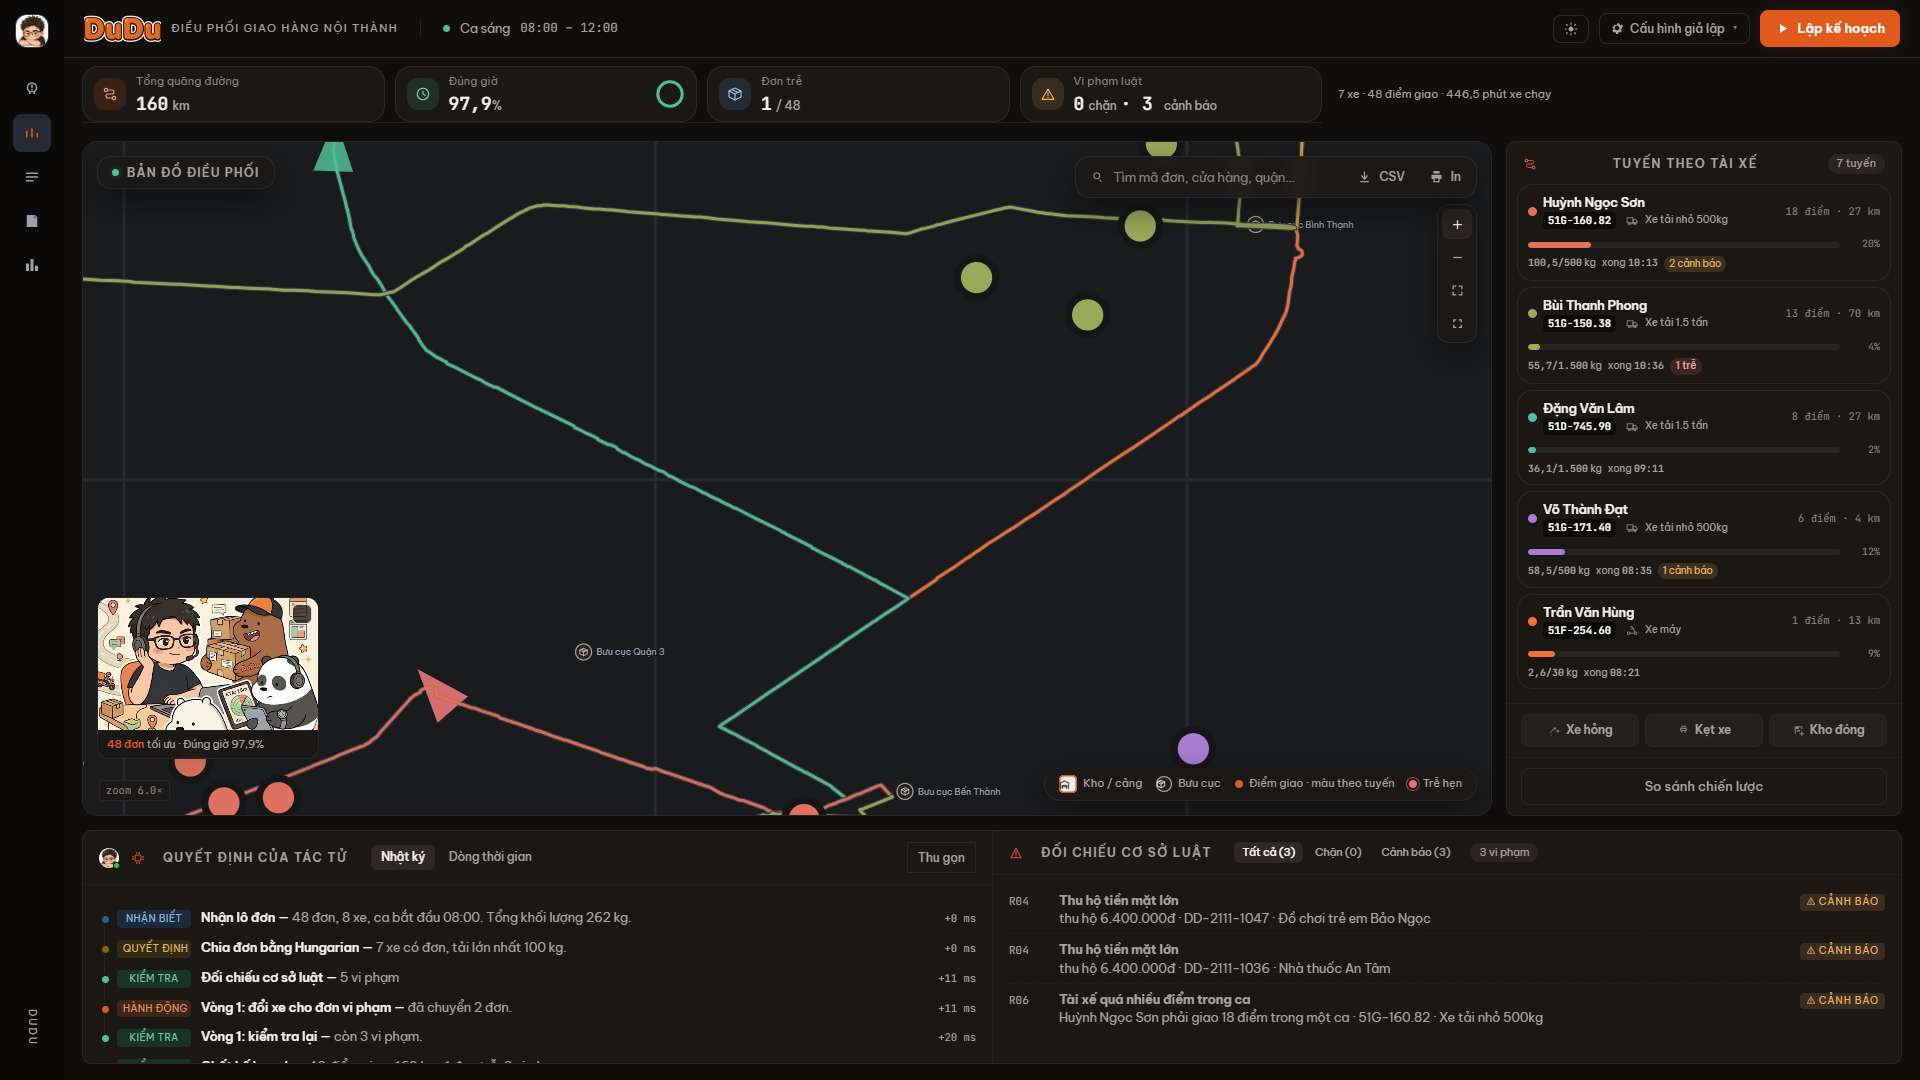 DuDu
ĐIỀU PHỐI GIAO HÀNG NỘI THÀNH
Ca sáng 08:00 – 12:00
Cấu hình giả lập
Lập kế hoạch
Tổng quãng đường
160 km
Đúng giờ
97,9%
Đơn trễ
1 / 48
Vi phạm luật
0 chặn · 3 cảnh báo
7 xe · 48 điểm giao · 446,5 phút xe chạy
BẢN ĐỒ ĐIỀU PHỐI
Tìm mã đơn, cửa hàng, quận...
CSV
In
Bình Thạnh
+
−
Bưu cục Quận 3
48 đơn tối ưu · Đúng giờ 97,9%
zoom 6.0×
Bưu cục Bến Thành
Kho / cảng
Bưu cục
Điểm giao · màu theo tuyến
Trễ hẹn
TUYẾN THEO TÀI XẾ
7 tuyến
Huỳnh Ngọc Sơn
51G-160.82 Xe tải nhỏ 500kg
18 điểm · 27 km
20%
100,5/500 kg xong 10:13 2 cảnh báo
Bùi Thanh Phong
51G-150.38 Xe tải 1.5 tấn
13 điểm · 70 km
4%
55,7/1.500 kg xong 10:36 1 trễ
Đặng Văn Lâm
51D-745.90 Xe tải 1.5 tấn
8 điểm · 27 km
2%
36,1/1.500 kg xong 09:11
Võ Thành Đạt
51G-171.40 Xe tải nhỏ 500kg
6 điểm · 4 km
12%
58,5/500 kg xong 08:35 1 cảnh báo
Trần Văn Hùng
51F-254.60 Xe máy
1 điểm · 13 km
9%
2,6/30 kg xong 08:21
Xe hỏng
Kẹt xe
Kho đóng
So sánh chiến lược
DUDU
QUYẾT ĐỊNH CỦA TÁC TỬ
Nhật ký
Dòng thời gian
Thu gọn
NHẬN BIẾT Nhận lô đơn — 48 đơn, 8 xe, ca bắt đầu 08:00. Tổng khối lượng 262 kg. +0 ms
QUYẾT ĐỊNH Chia đơn bằng Hungarian — 7 xe có đơn, tải lớn nhất 100 kg. +0 ms
KIỂM TRA Đối chiếu cơ sở luật — 5 vi phạm +11 ms
HÀNH ĐỘNG Vòng 1: đổi xe cho đơn vi phạm — đã chuyển 2 đơn. +11 ms
KIỂM TRA Vòng 1: kiểm tra lại — còn 3 vi phạm. +20 ms
ĐỐI CHIẾU CƠ SỞ LUẬT
Tất cả (3)
Chặn (0)
Cảnh báo (3)
3 vi phạm
R04 Thu hộ tiền mặt lớn
thu hộ 6.400.000đ · DD-2111-1047 · Đồ chơi trẻ em Bảo Ngọc
CẢNH BÁO
R04 Thu hộ tiền mặt lớn
thu hộ 6.400.000đ · DD-2111-1036 · Nhà thuốc An Tâm
CẢNH BÁO
R06 Tài xế quá nhiều điểm trong ca
Huỳnh Ngọc Sơn phải giao 18 điểm trong một ca · 51G-160.82 · Xe tải nhỏ 500kg
CẢNH BÁO